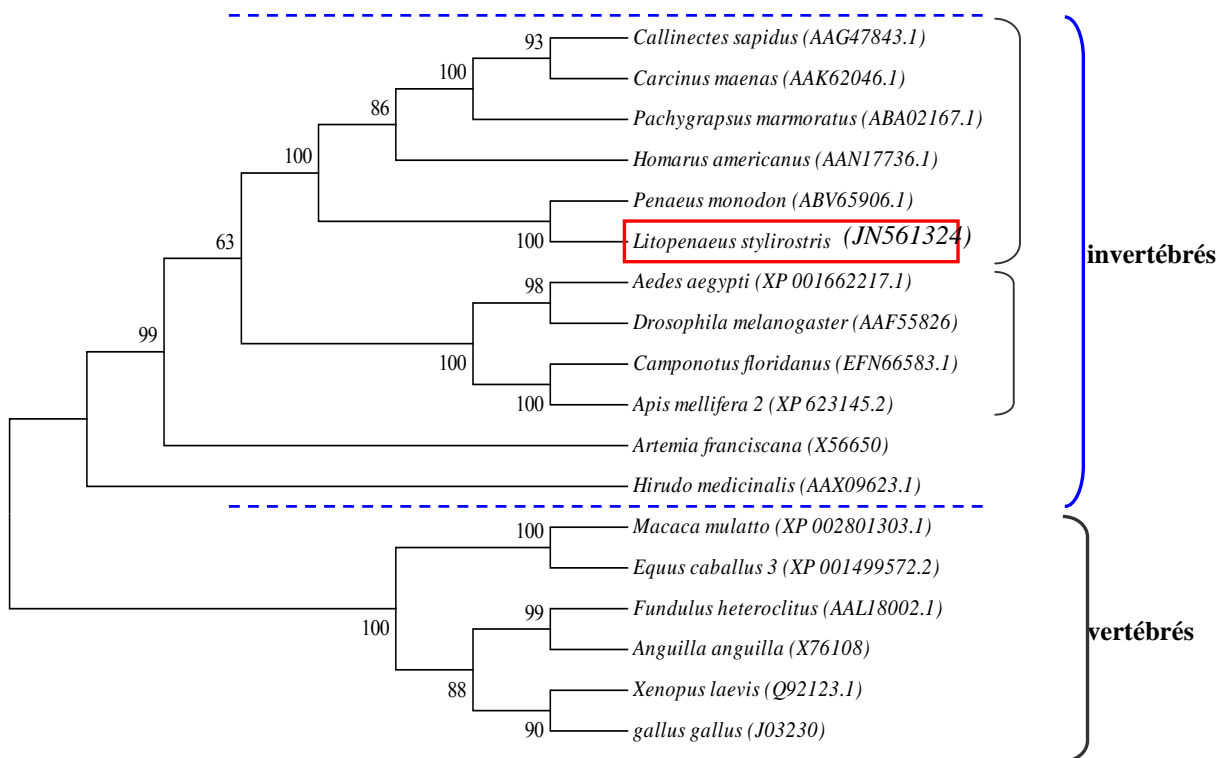 93
Callinectes sapidus (AAG47843.1)
Carcinus maenas (AAK62046.1)
100
Pachygrapsus marmoratus (ABA02167.1)
86
Homarus americanus (AAN17736.1)
100
Penaeus monodon (ABV65906.1)
Litopenaeus stylirostris (JN561324)
100
63
invertébrés
Aedes aegypti (XP 001662217.1)
98
Drosophila melanogaster (AAF55826)
99
100
Camponotus floridanus (EFN66583.1)
Apis mellifera 2 (XP 623145.2)
100
Artemia franciscana (X56650)
Hirudo medicinalis (AAX09623.1)
Macaca mulatto (XP 002801303.1)
100
Equus caballus 3 (XP 001499572.2)
Fundulus heteroclitus (AAL18002.1)
99
100
vertébrés
Anguilla anguilla (X76108)
88
Xenopus laevis (Q92123.1)
90
gallus gallus (J03230)